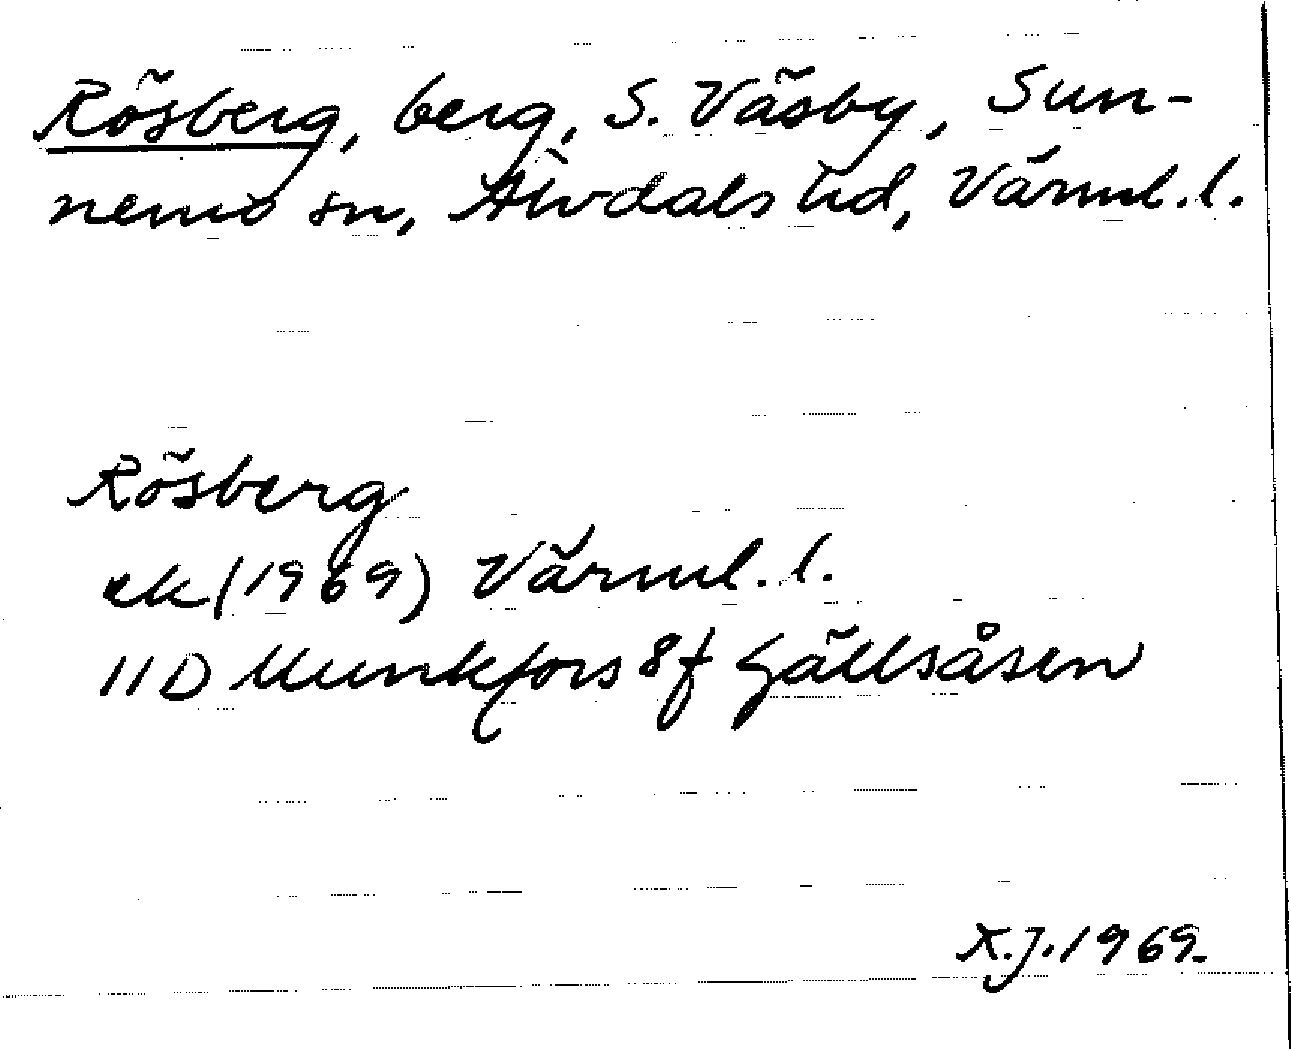 Rösberg, berg, S. Väsby, Sun-
nemo sn, Älvdals hd, Värml. l.
Rösberg
ek (1969) Värml. l.
11D Munkfors 8f Gällsåsen
K.J. 1969